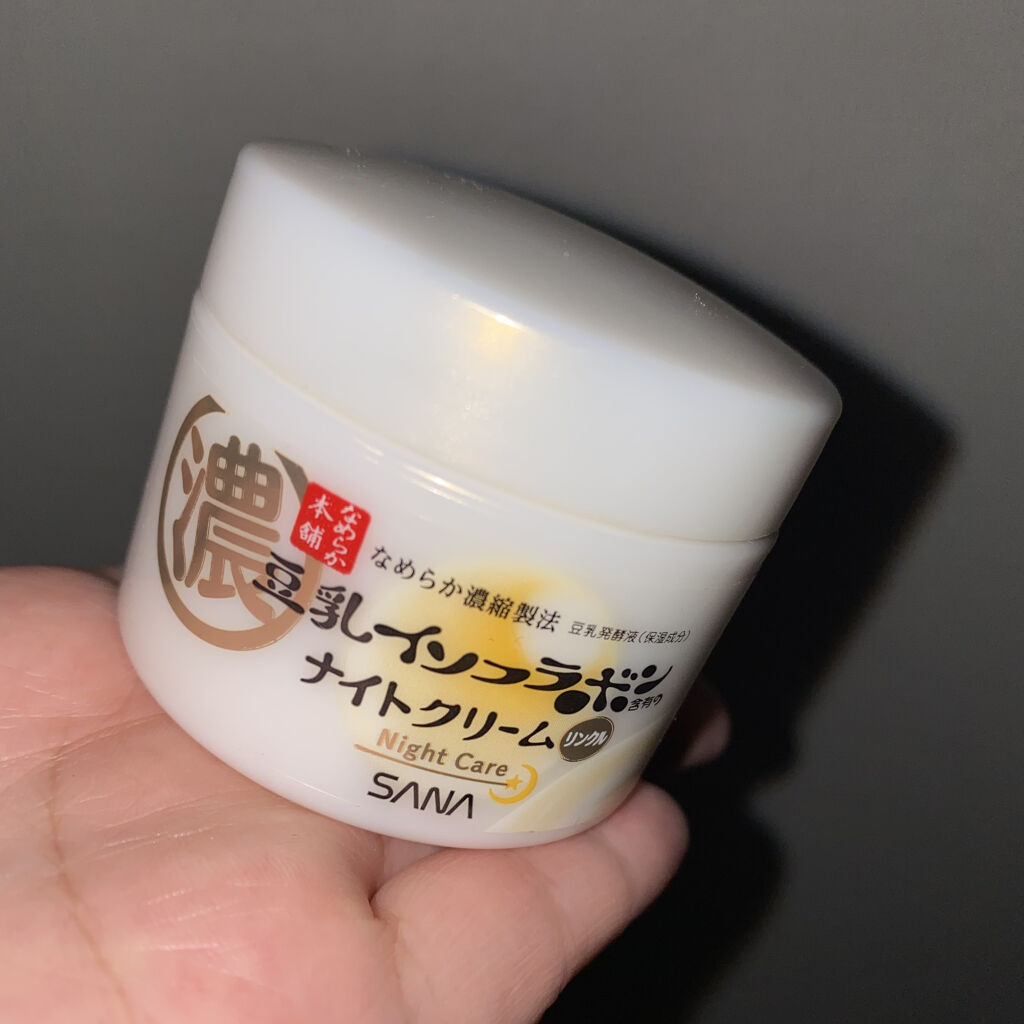 濃
なめらか
本舗
なめらか濃縮製法 豆乳発酵液(保湿成分)
豆乳イソフラボン含有の
ナイトクリーム リンクル
Night Care
SANA